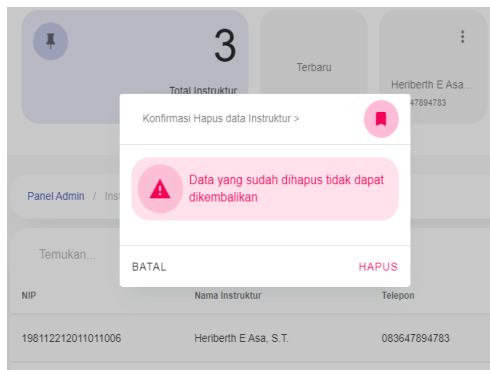 3
Total Instruktur
Terbaru
Heriberth E Asa...
47894783
Konfirmasi Hapus data Instruktur >
Data yang sudah dihapus tidak dapat
dikembalikan
BATAL
HAPUS
Panel Admin / Ins
Temukan...
NIP
Nama Instruktur
Telepon
198112212011011006
Heriberth E Asa, S.T.
083647894783